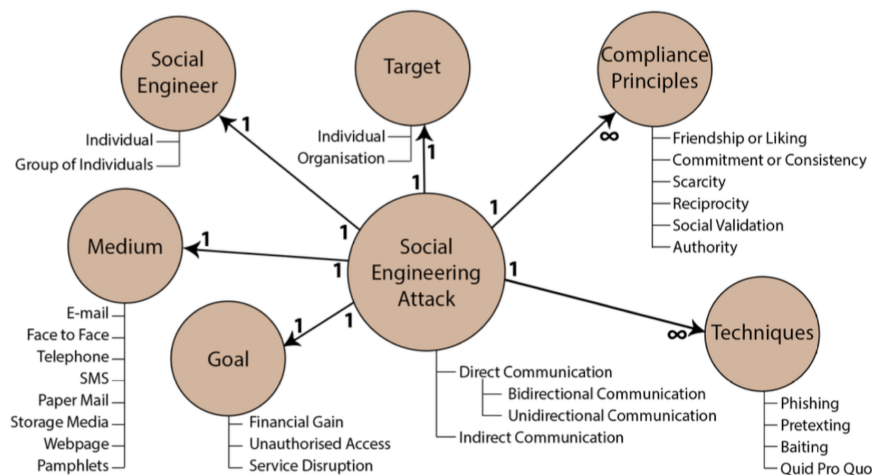 Social
Engineer
1
Individual
Group of Individuals
Target
Individual
Organisation
1
1
Compliance
Principles
∞
Friendship or Liking
Commitment or Consistency
Scarcity
Reciprocity
Social Validation
Authority
1
1
Medium
1
1
E-mail
Face to Face
Telephone
SMS
Paper Mail
Storage Media
Webpage
Pamphlets
Social
Engineering
Attack
Direct Communication
Bidirectional Communication
Unidirectional Communication
Indirect Communication
1
1
Goal
Financial Gain
Unauthorised Access
Service Disruption
1
∞
Techniques
Phishing
Pretexting
Baiting
Quid Pro Quo